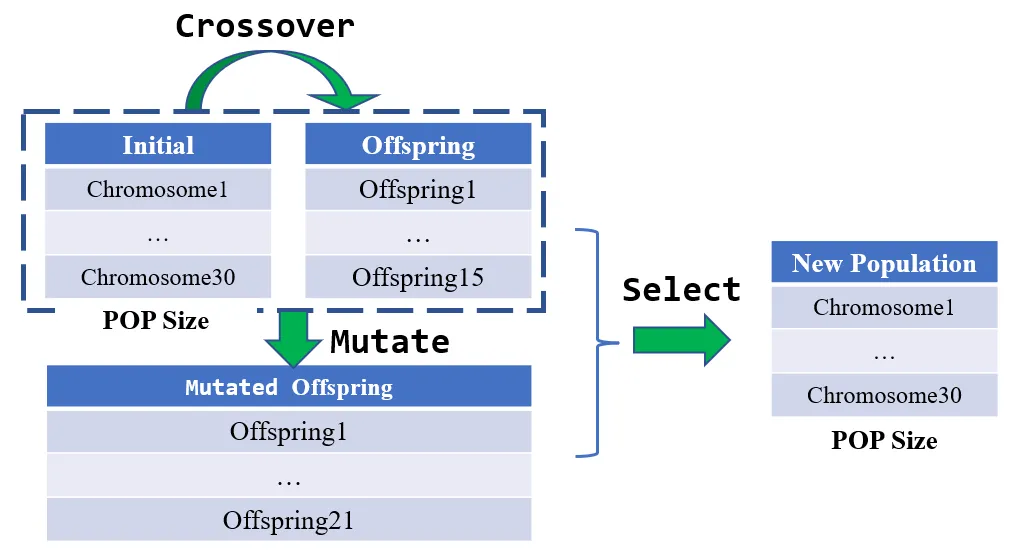 Crossover
Initial
Chromosome1
…
Chromosome30
POP Size
Offspring
Offspring1
…
Offspring15
Mutate
Mutated Offspring
Offspring1
…
Offspring21
Select
New Population
Chromosome1
…
Chromosome30
POP Size